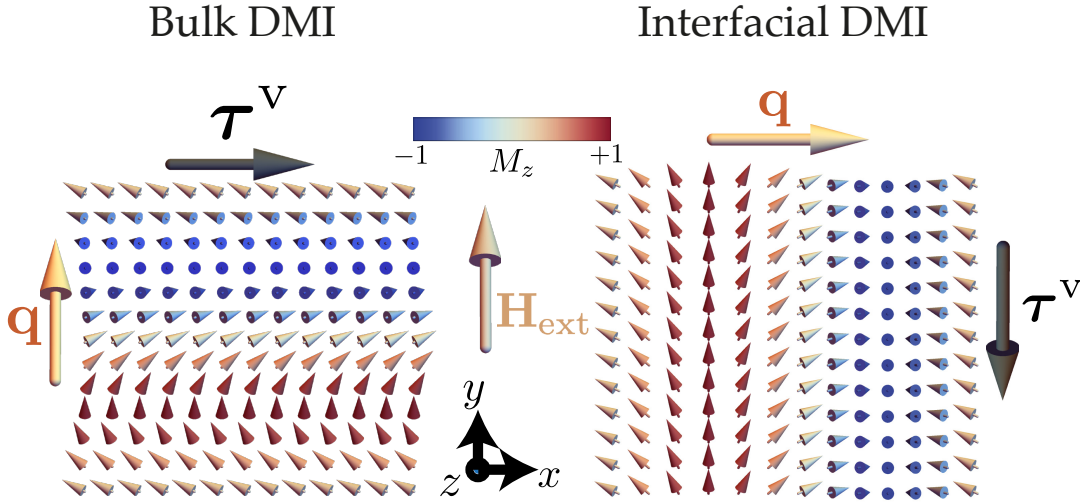 Bulk DMI
Interfacial DMI
τ^v
q
−1
M_z
+1
q
H_ext
τ^v
y
z
x